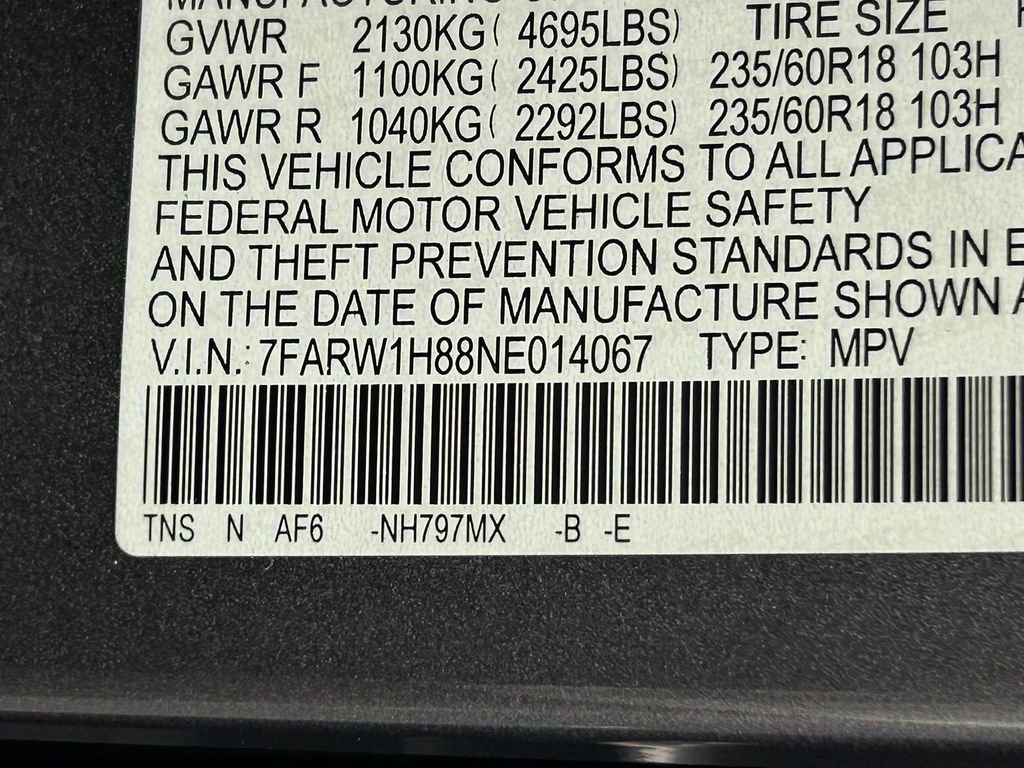 MANUFACTURING
GVWR 2130KG( 4695LBS) TIRE SIZE
GAWR F 1100KG( 2425LBS) 235/60R18 103H
GAWR R 1040KG( 2292LBS) 235/60R18 103H
THIS VEHICLE CONFORMS TO ALL APPLICA
FEDERAL MOTOR VEHICLE SAFETY
AND THEFT PREVENTION STANDARDS IN E
ON THE DATE OF MANUFACTURE SHOWN A
V.I.N.: 7FARW1H88NE014067 TYPE: MPV
TNS N AF6 -NH797MX -B -E